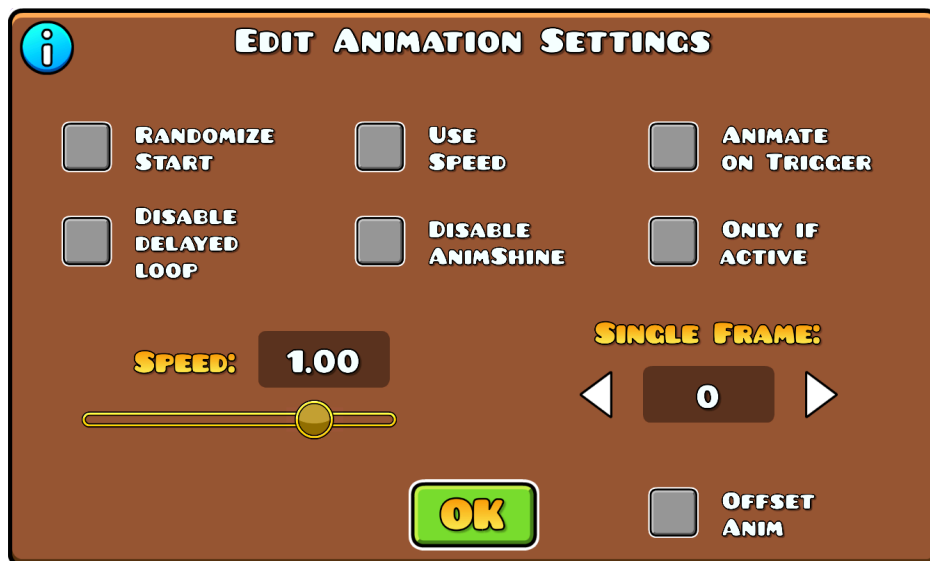 Edit Animation Settings
Randomize
Start
Use
Speed
Animate
on Trigger
Disable
delayed
loop
Disable
AnimShine
Only if
active
Speed:
1.00
Single Frame:
0
OK
Offset
Anim